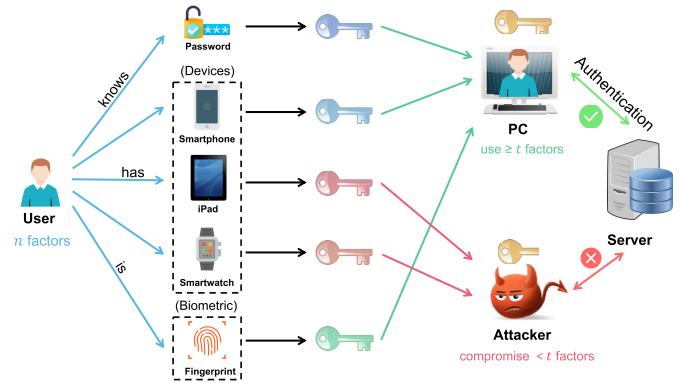 ***
Password
knows
(Devices)
Smartphone
has
iPad
Smartwatch
is
(Biometric)
Fingerprint
User
n factors
PC
use ≥ t factors
Authentication
Server
Attacker
compromise < t factors